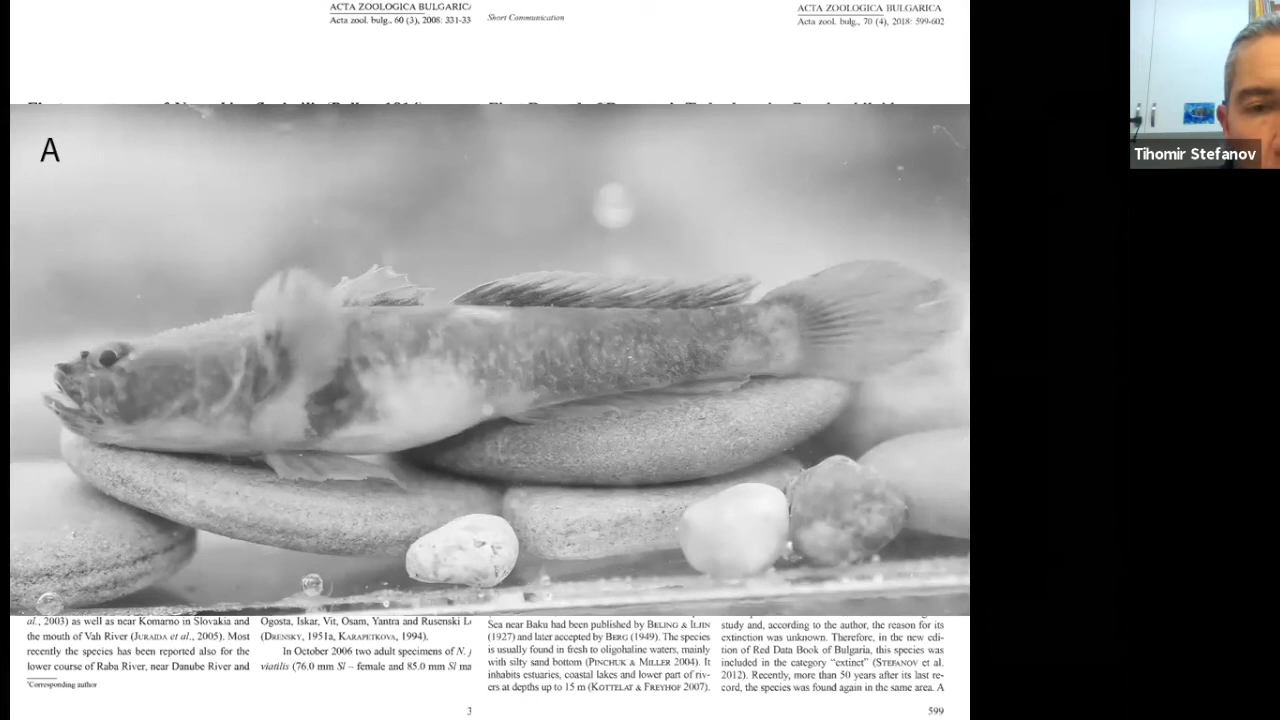 ACTA ZOOLOGICA BULGARICA
Acta zool. bulg., 60 (3), 2008: 331-33
Short Communication
ACTA ZOOLOGICA BULGARICA
Acta zool. bulg., 70 (4), 2018: 599-602
A
Tihomir Stefanov
al., 2003) as well as near Komarno in Slovakia and
the mouth of Vah River (JURAJDA et al., 2005). Most
recently the species has been reported also for the
lower course of Raba River, near Danube River and
*Corresponding author
Ogosta, Iskar, Vit, Osam, Yantra and Rusenski L
(DRENSKY, 1951a, KARAPETKOVA, 1994).
In October 2006 two adult specimens of N.
viatilis (76.0 mm Sl – female and 85.0 mm Sl ma
3
Sea near Baku had been published by BELING & ILJIN
(1927) and later accepted by BERG (1949). The species
is usually found in fresh to oligohaline waters, mainly
with silty sand bottom (PINCHUK & MILLER 2004). It
inhabits estuaries, coastal lakes and lower part of riv-
ers at depths up to 15 m (KOTTELAT & FREYHOF 2007).
study and, according to the author, the reason for its
extinction was unknown. Therefore, in the new edi-
tion of Red Data Book of Bulgaria, this species was
included in the category “extinct” (STEFANOV et al.
2012). Recently, more than 50 years after its last re-
cord, the species was found again in the same area. A
599